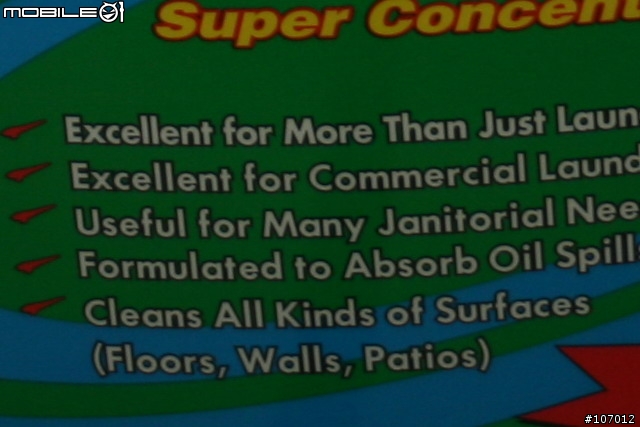 MOBILE01
Super Concent
Excellent for More Than Just Laun
Excellent for Commercial Laund
Useful for Many Janitorial Nee
Formulated to Absorb Oil Spills
Cleans All Kinds of Surfaces
(Floors, Walls, Patios)
#107012